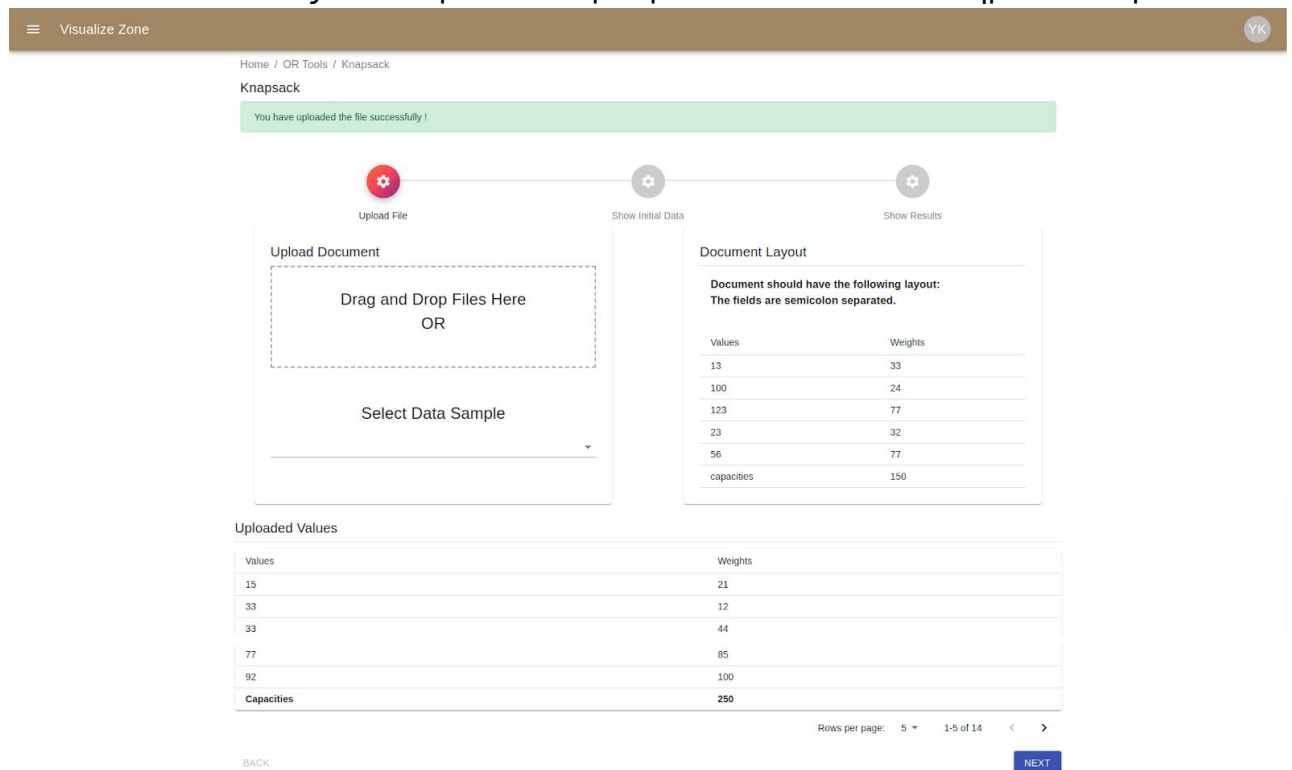 Visualize Zone YK
Home / OR Tools / Knapsack
Knapsack
You have uploaded the file successfully !
Upload File Show Initial Data Show Results
Upload Document
Drag and Drop Files Here
OR
Select Data Sample
Document Layout
Document should have the following layout:
The fields are semicolon separated.
Values Weights
13 33
100 24
123 77
23 32
56 77
capacities 150
Uploaded Values
Values Weights
15 21
33 12
33 44
77 85
92 100
Capacities 250
Rows per page: 5 1-5 of 14
BACK NEXT